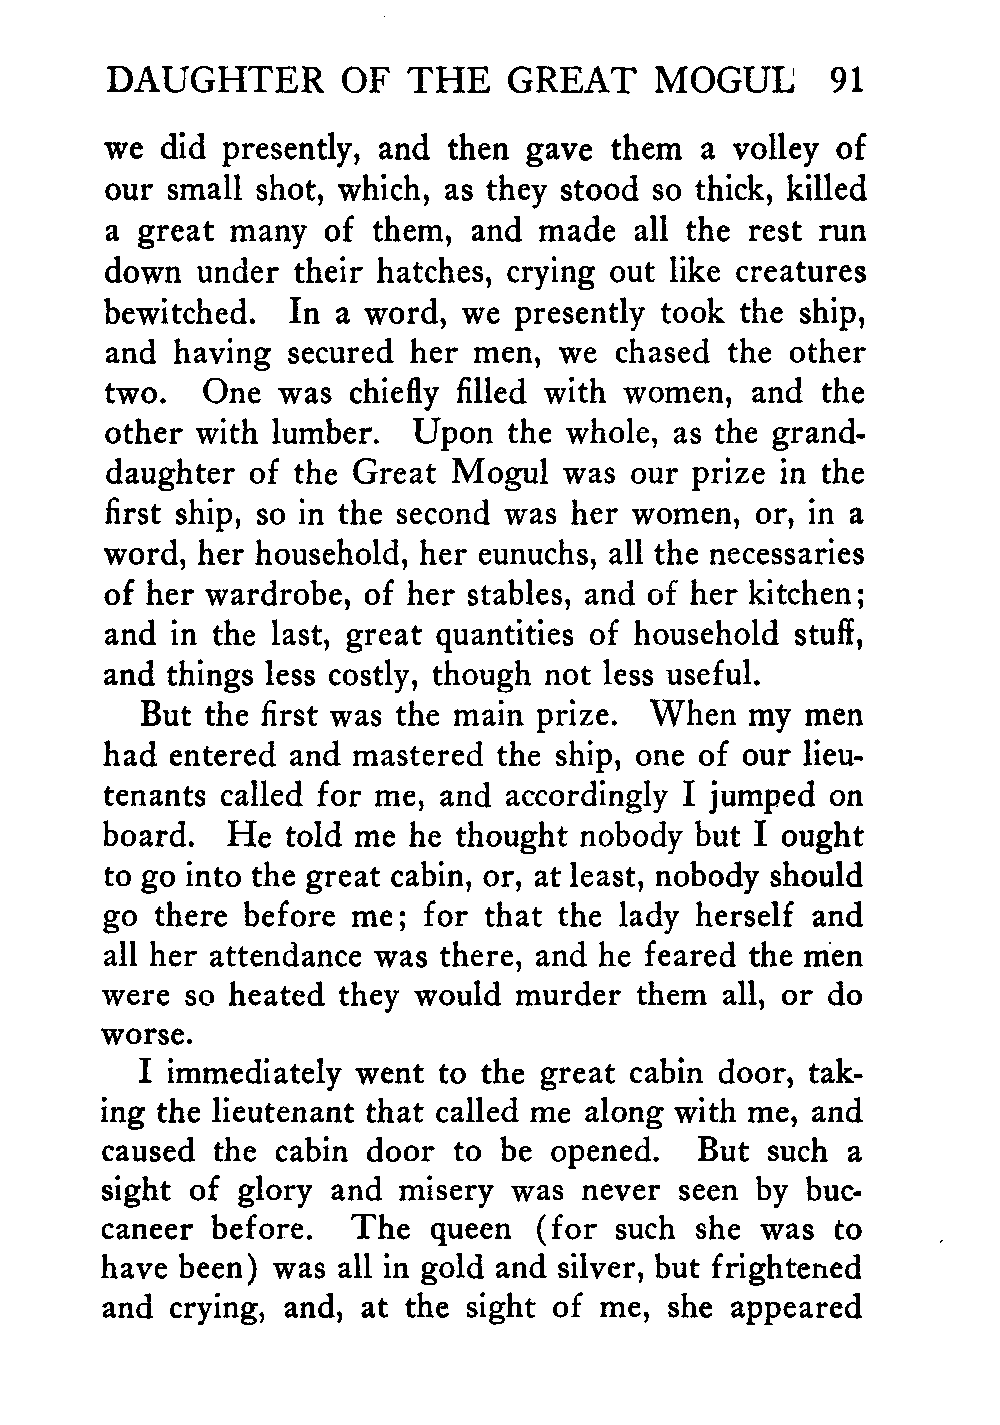 DAUGHTER OF THE GREAT MOGUL 91
we did presently, and then gave them a volley of
our small shot, which, as they stood so thick, killed
a great many of them, and made all the rest run
down under their hatches, crying out like creatures
bewitched. In a word, we presently took the ship,
and having secured her men, we chased the other
two. One was chiefly filled with women, and the
other with lumber. Upon the whole, as the grand-
daughter of the Great Mogul was our prize in the
first ship, so in the second was her women, or, in a
word, her household, her eunuchs, all the necessaries
of her wardrobe, of her stables, and of her kitchen;
and in the last, great quantities of household stuff,
and things less costly, though not less useful.
But the first was the main prize. When my men
had entered and mastered the ship, one of our lieu-
tenants called for me, and accordingly I jumped on
board. He told me he thought nobody but I ought
to go into the great cabin, or, at least, nobody should
go there before me; for that the lady herself and
all her attendance was there, and he feared the men
were so heated they would murder them all, or do
worse.
I immediately went to the great cabin door, tak-
ing the lieutenant that called me along with me, and
caused the cabin door to be opened. But such a
sight of glory and misery was never seen by buc-
caneer before. The queen (for such she was to
have been) was all in gold and silver, but frightened
and crying, and, at the sight of me, she appeared